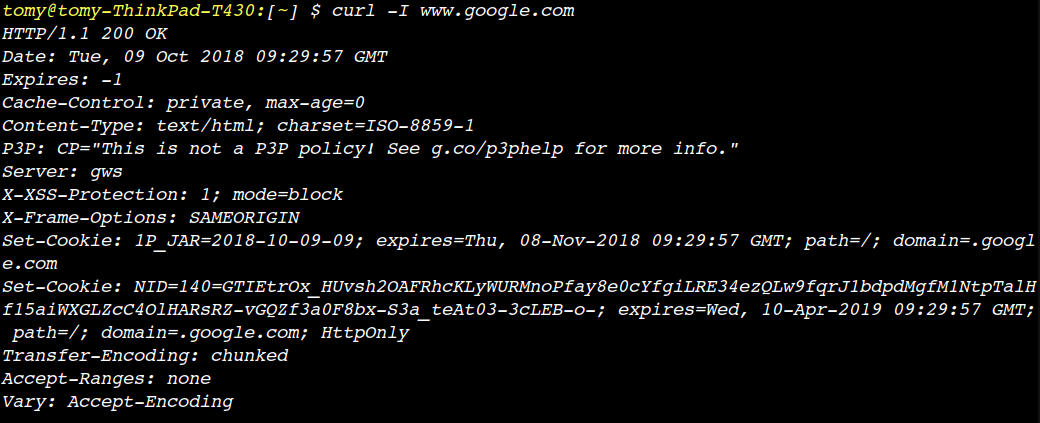 tomy@tomy-ThinkPad-T430:[~] $ curl -I www.google.com
HTTP/1.1 200 OK
Date: Tue, 09 Oct 2018 09:29:57 GMT
Expires: -1
Cache-Control: private, max-age=0
Content-Type: text/html; charset=ISO-8859-1
P3P: CP="This is not a P3P policy! See g.co/p3phelp for more info."
Server: gws
X-XSS-Protection: 1; mode=block
X-Frame-Options: SAMEORIGIN
Set-Cookie: 1P_JAR=2018-10-09-09; expires=Thu, 08-Nov-2018 09:29:57 GMT; path=/; domain=.googl
e.com
Set-Cookie: NID=140=GTIEtrOx_HUvsh2OAFRhcKLyWURMnoPfay8e0cYfgiLRE34ezQLw9fqrJ1bdpdMgfM1NtpTalH
f15aiWXGLZcC4OlHARsRZ-vGQZf3a0F8bx-S3a_teAt03-3cLEB-o-; expires=Wed, 10-Apr-2019 09:29:57 GMT;
 path=/; domain=.google.com; HttpOnly
Transfer-Encoding: chunked
Accept-Ranges: none
Vary: Accept-Encoding